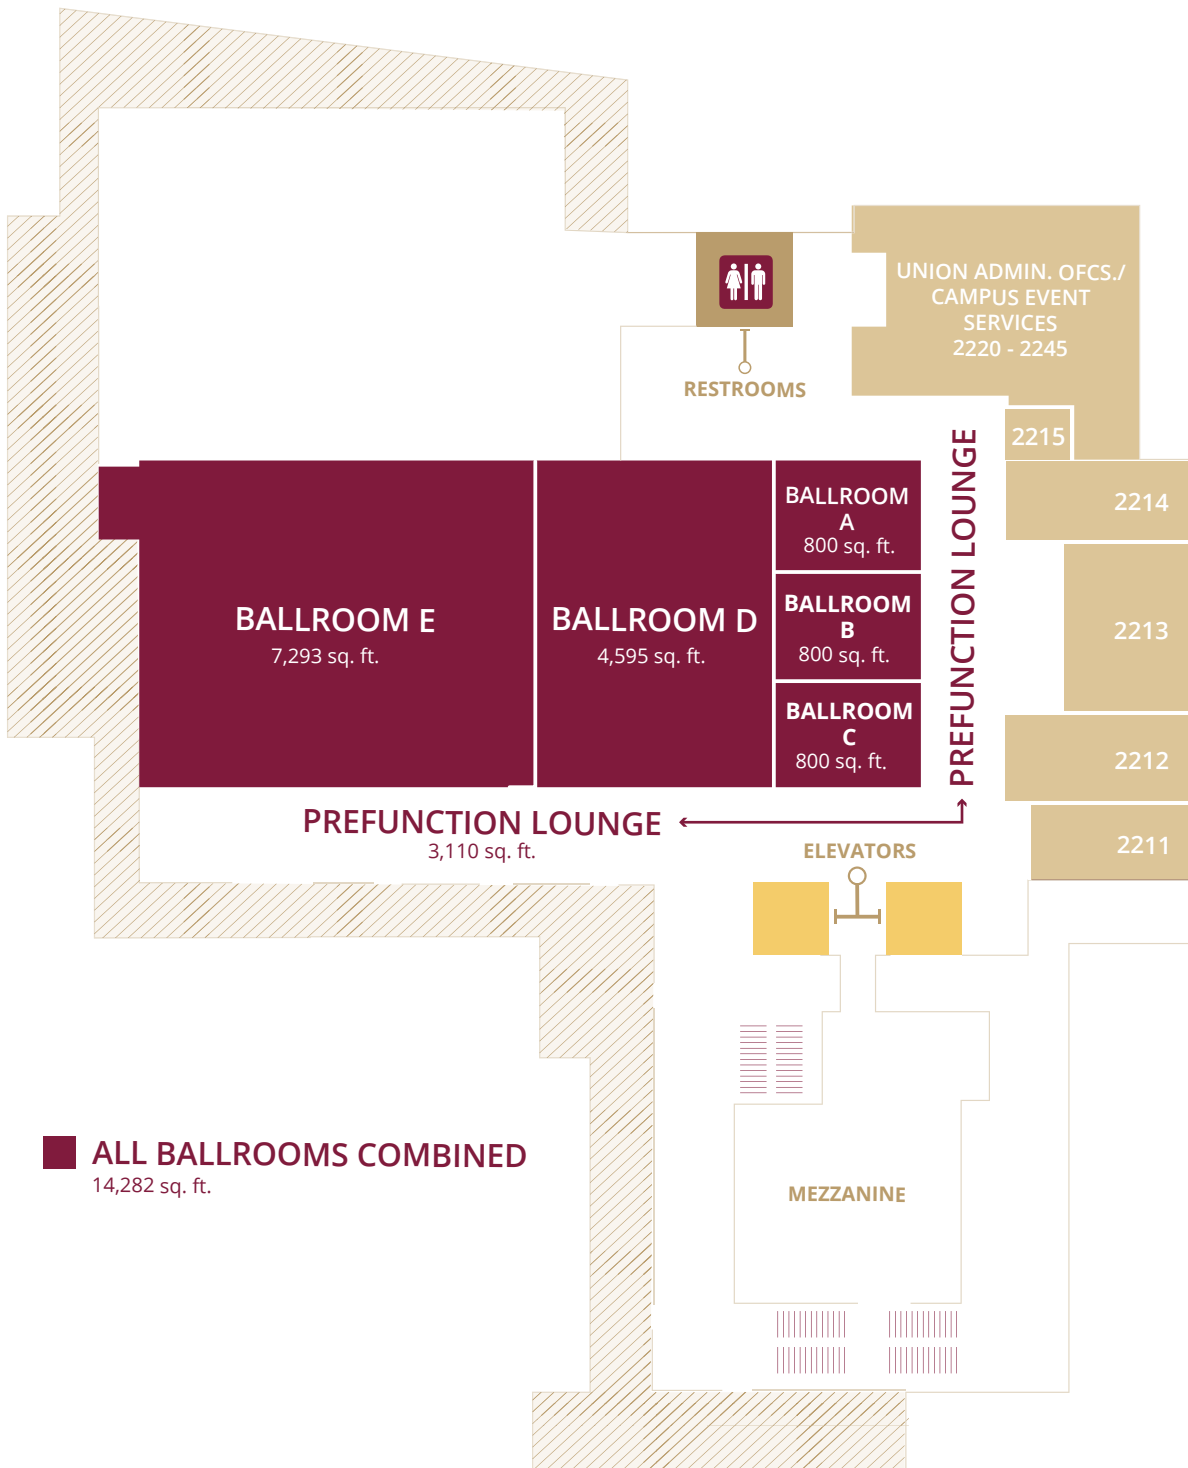 UNION ADMIN. OFCS./
CAMPUS EVENT
SERVICES
2220 - 2245
RESTROOMS
2215
2214
2213
2212
2211
PREFUNCTION LOUNGE
BALLROOM
A
800 sq. ft.
BALLROOM
B
800 sq. ft.
BALLROOM
C
800 sq. ft.
BALLROOM E
7,293 sq. ft.
BALLROOM D
4,595 sq. ft.
PREFUNCTION LOUNGE
3,110 sq. ft.
ELEVATORS
ALL BALLROOMS COMBINED
14,282 sq. ft.
MEZZANINE